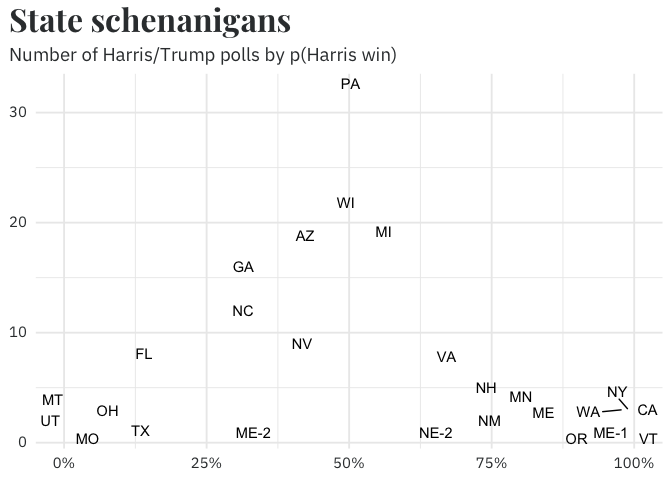 State schenanigans
Number of Harris/Trump polls by p(Harris win)
PA
30
WI
20
AZ
MI
GA
NC
10
NV
FL
VA
NH
NY
MT
MN
OH
WA
CA
ME
UT
NM
TX
ME-2
NE-2
ME-1
MO
OR
VT
0
0%
25%
50%
75%
100%